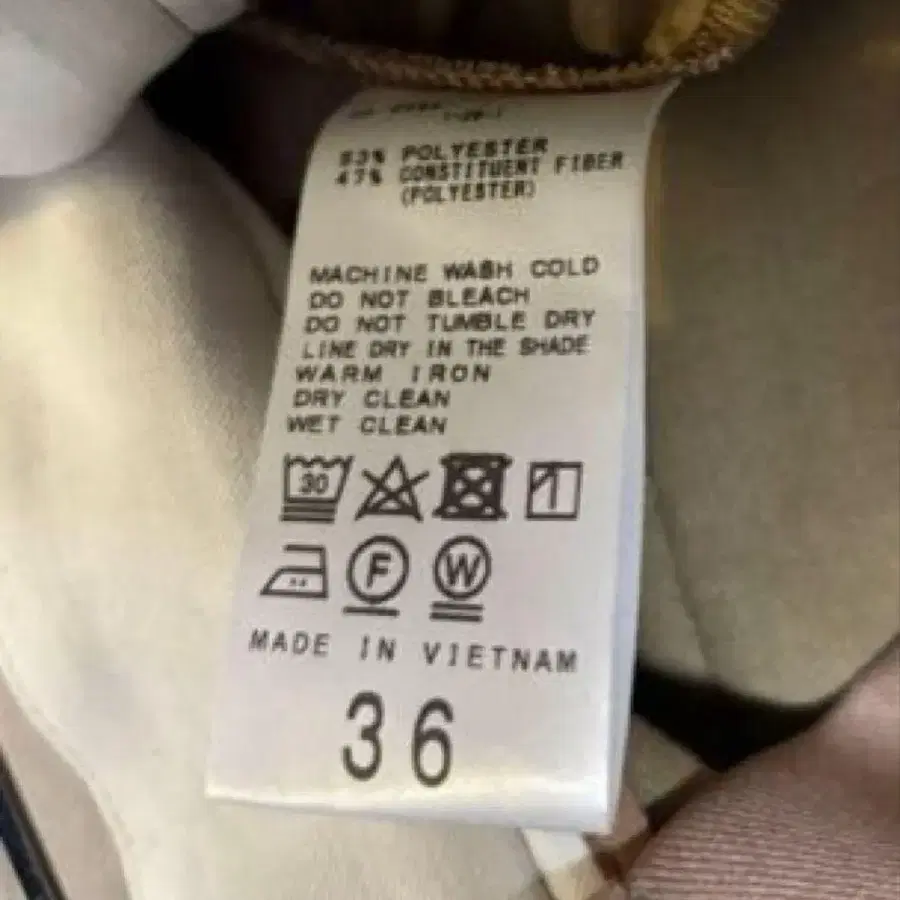 53% POLYESTER
47% CONSTITUENT FIBER
(POLYESTER)
MACHINE WASH COLD
DO NOT BLEACH
DO NOT TUMBLE DRY
LINE DRY IN THE SHADE
WARM IRON
DRY CLEAN
WET CLEAN
30
F W
MADE IN VIETNAM
36